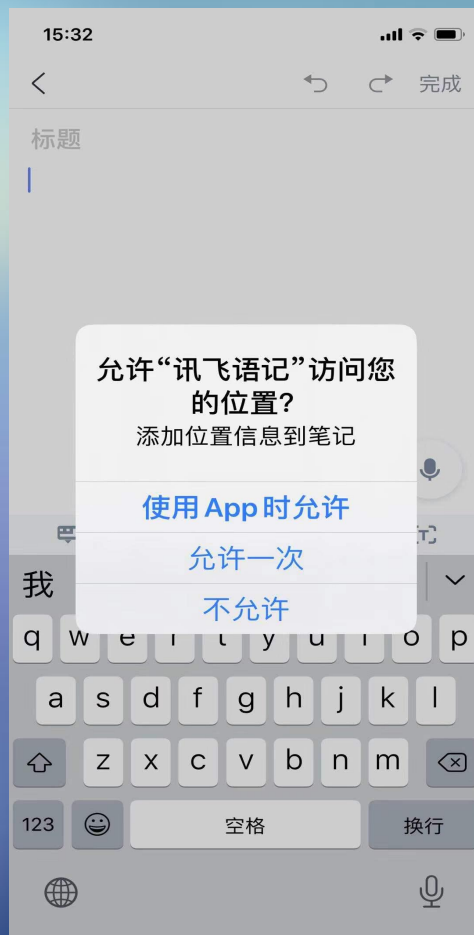 15:32
完成
标题
允许“讯飞语记”访问您
的位置?
添加位置信息到笔记
使用App时允许
允许一次
不允许
我
q w e r t y u i o p
a s d f g h j k l
z x c v b n m
123 空格 换行